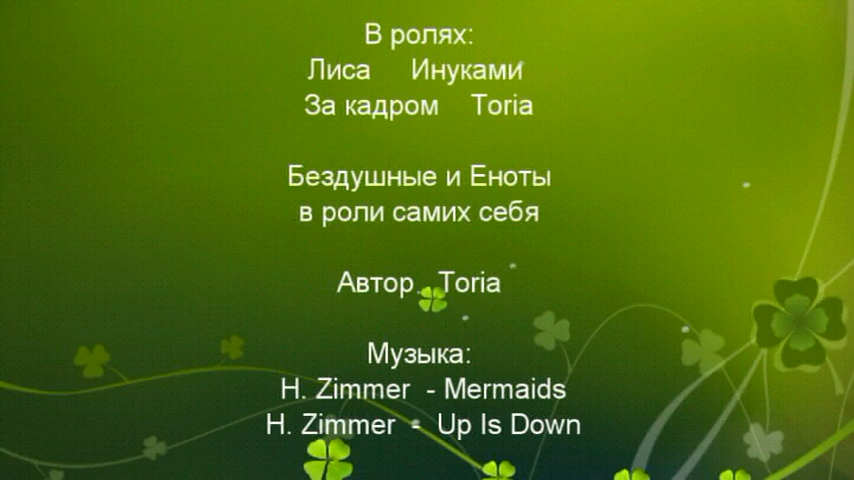 В ролях:
Лиса Инуками
За кадром Toria
Бездушные и Еноты
в роли самих себя
Автор Toria
Музыка:
H. Zimmer - Mermaids
H. Zimmer - Up Is Down